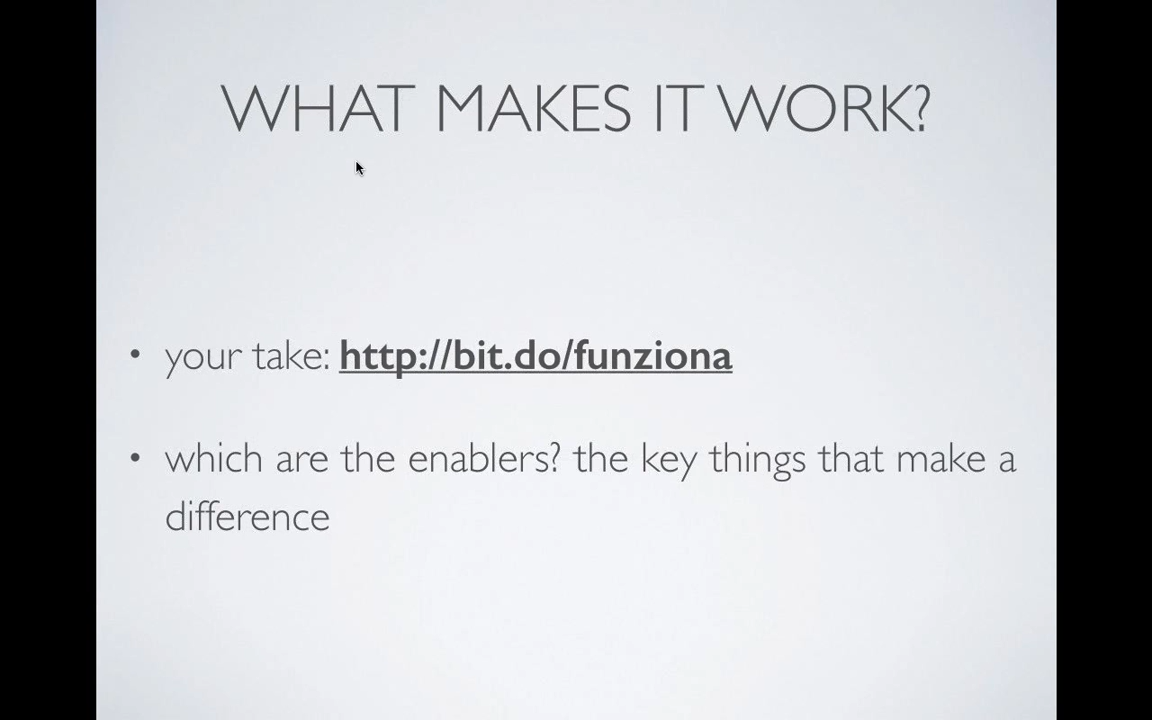 WHAT MAKES IT WORK?
• your take: http://bit.do/funziona
• which are the enablers? the key things that make a
difference